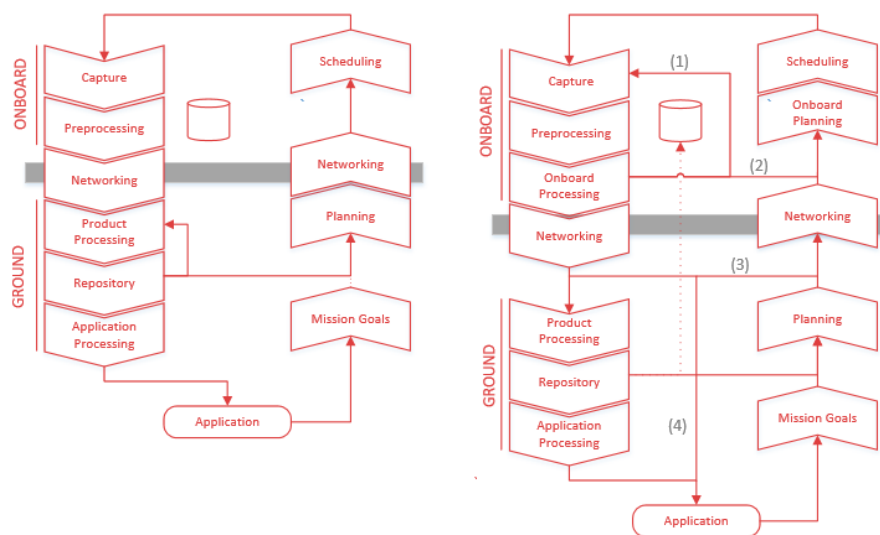 ONBOARD
Capture
Preprocessing
Networking
GROUND
Product
Processing
Repository
Application
Processing
Application
Scheduling
Networking
Planning
Mission Goals
ONBOARD
Capture
Preprocessing
Onboard
Processing
Networking
GROUND
Product
Processing
Repository
Application
Processing
(1)
(2)
(3)
(4)
Scheduling
Onboard
Planning
Networking
Planning
Mission Goals
Application